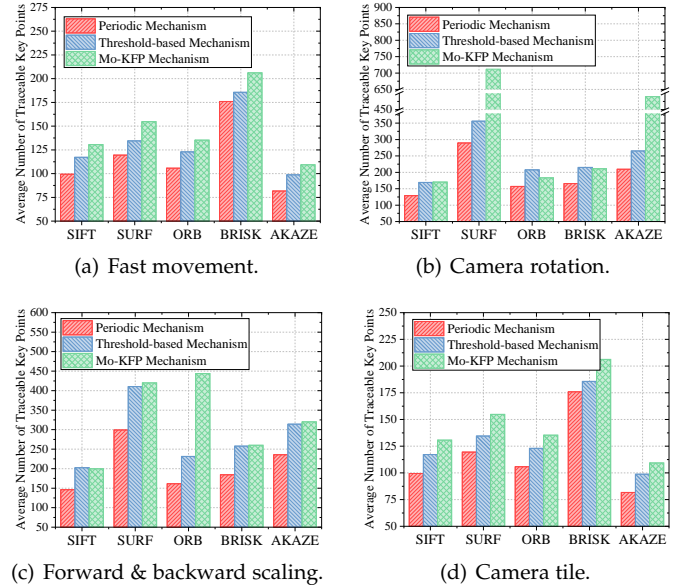 275
250
225
200
175
150
125
100
75
50
Average Number of Traceable Key Points
Periodic Mechanism
Threshold-based Mechanism
Mo-KFP Mechanism
SIFT SURF ORB BRISK AKAZE
(a) Fast movement.
900
850
800
750
700
650
450
350
300
250
200
150
100
50
Average Number of Traceable Key Points
Periodic Mechanism
Threshold-based Mechanism
Mo-KFP Mechanism
SIFT SURF ORB BRISK AKAZE
(b) Camera rotation.
600
550
500
450
400
350
300
250
200
150
100
50
Average Number of Traceable Key Points
Periodic Mechanism
Threshold-based Mechanism
Mo-KFP Mechanism
SIFT SURF ORB BRISK AKAZE
(c) Forward & backward scaling.
250
225
200
175
150
125
100
75
50
Average Number of Traceable Key Points
Periodic Mechanism
Threshold-based Mechanism
Mo-KFP Mechanism
SIFT SURF ORB BRISK AKAZE
(d) Camera tile.